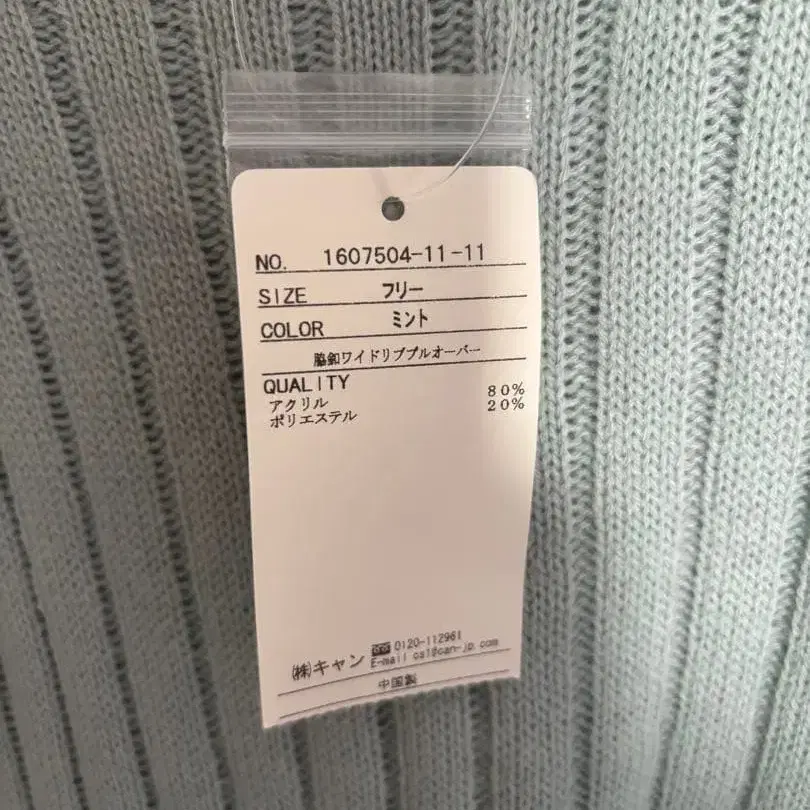 NO. 1607504-11-11
SIZE フリー
COLOR ミント
脇釦ワイドリブプルオーバー
QUALITY
アクリル 80%
ポリエステル 20%
㈱キャン 0120-112961
E-mail cs1@can-jp.com
中国製